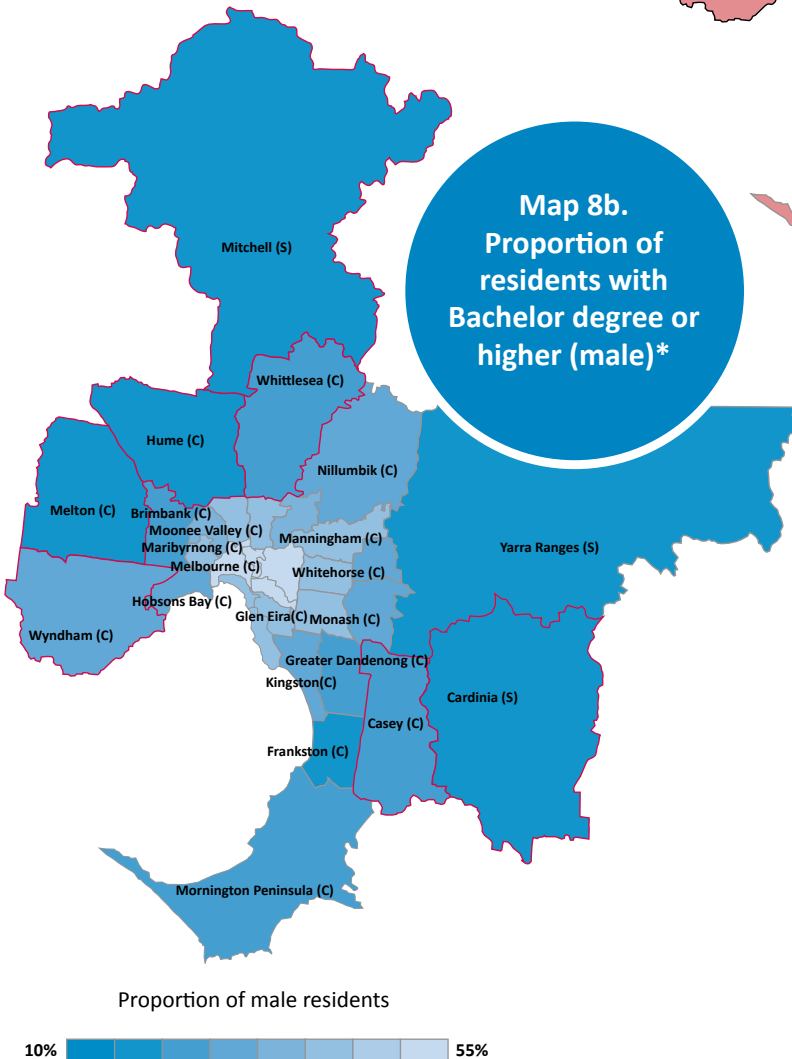 Map 8b.
Proportion of
residents with
Bachelor degree or
higher (male)*
Mitchell (S)
Whittlesea (C)
Hume (C)
Nillumbik (C)
Melton (C)
Brimbank (C)
Moonee Valley (C)
Manningham (C)
Maribyrnong (C)
Yarra Ranges (S)
Melbourne (C)
Whitehorse (C)
Hobsons Bay (C)
Glen Eira(C)
Monash (C)
Wyndham (C)
Greater Dandenong (C)
Kingston(C)
Cardinia (S)
Casey (C)
Frankston (C)
Mornington Peninsula (C)
Proportion of male residents
10%
55%